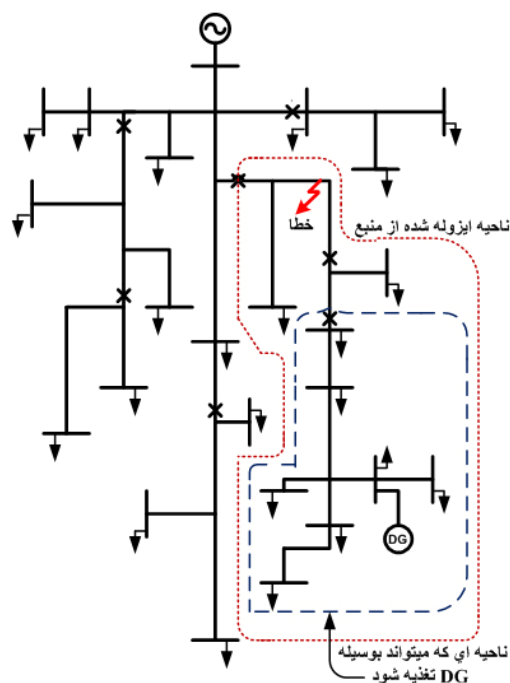 ناحیه ایزوله شده از منبع
خطا
DG
ناحیه اي که میتواند بوسیله
DG تغذیه شود